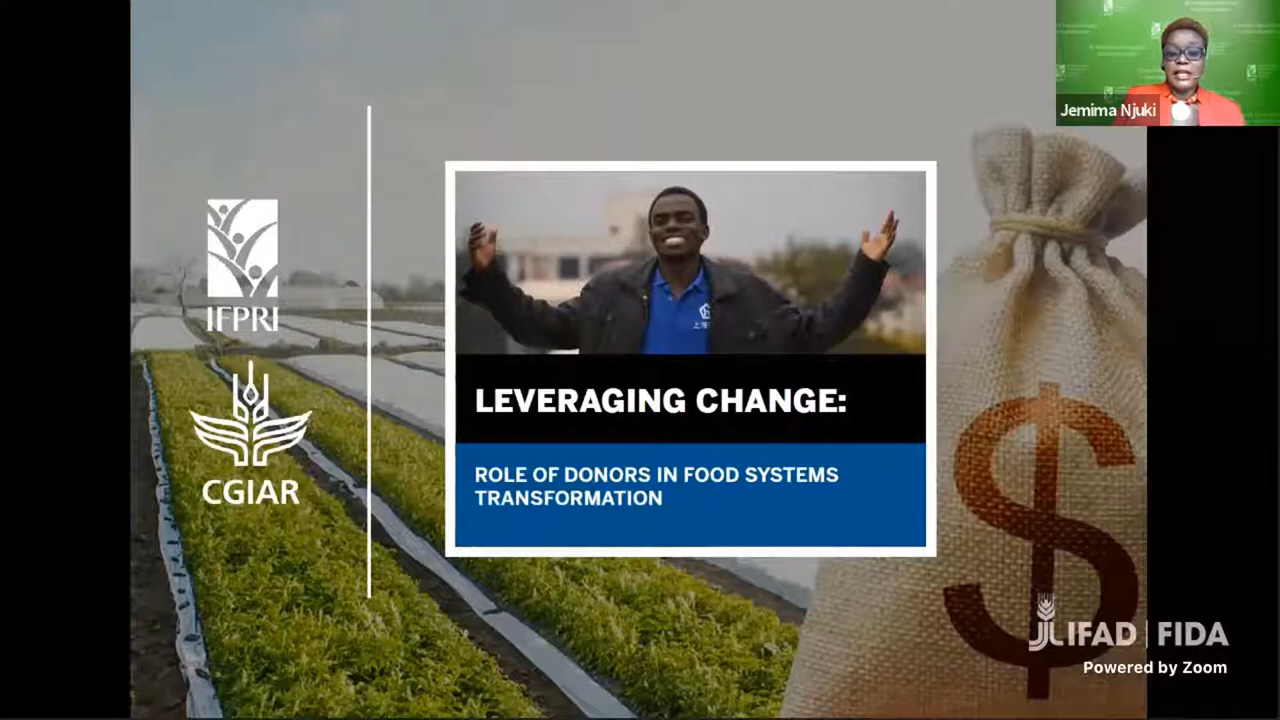 Jemima Njuki
IFPRI
CGIAR
LEVERAGING CHANGE:
ROLE OF DONORS IN FOOD SYSTEMS
TRANSFORMATION
$
IFAD | FIDA
Powered by Zoom